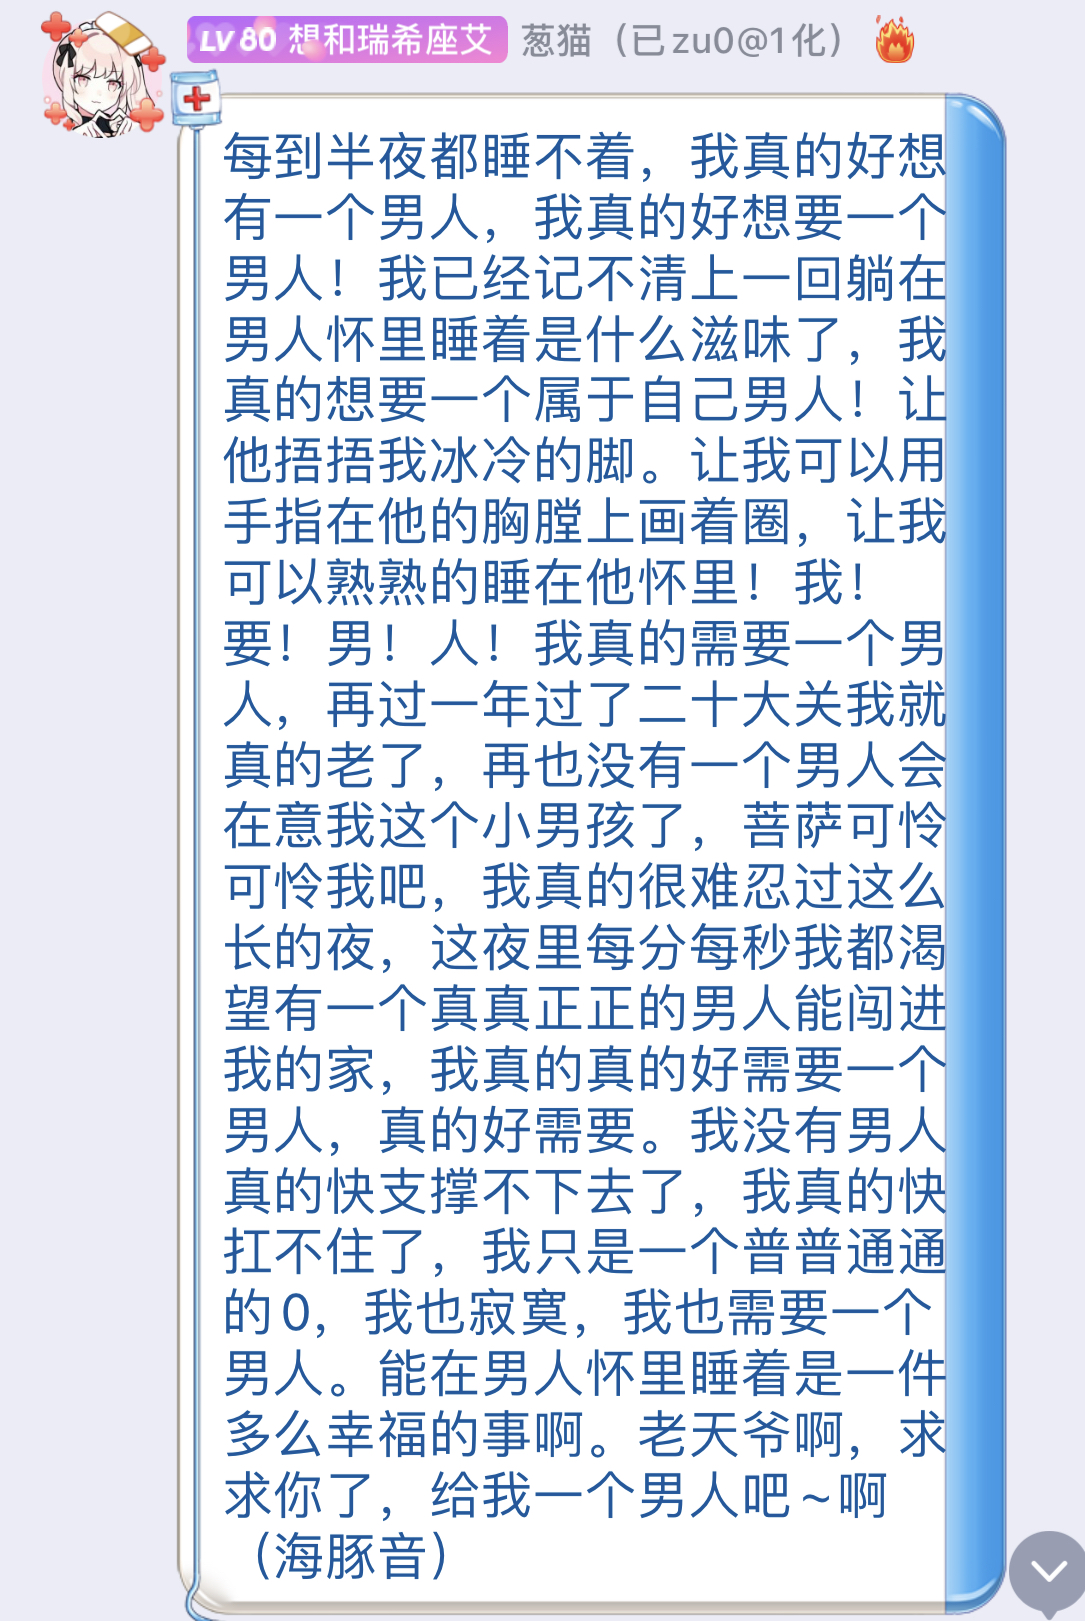 LV 80 想和瑞希座艾 葱猫（已zu0@1化）
每到半夜都睡不着，我真的好想
有一个男人，我真的好想要一个
男人！我已经记不清上一回躺在
男人怀里睡着是什么滋味了，我
真的想要一个属于自己男人！让
他捂捂我冰冷的脚。让我可以用
手指在他的胸膛上画着圈，让我
可以熟熟的睡在他怀里！我！
要！男！人！我真的需要一个男
人，再过一年过了二十大关我就
真的老了，再也没有一个男人会
在意我这个小男孩了，菩萨可怜
可怜我吧，我真的很难忍过这么
长的夜，这夜里每分每秒我都渴
望有一个真真正正的男人能闯进
我的家，我真的真的好需要一个
男人，真的好需要。我没有男人
真的快支撑不下去了，我真的快
扛不住了，我只是一个普普通通
的0，我也寂寞，我也需要一个
男人。能在男人怀里睡着是一件
多么幸福的事啊。老天爷啊，求
求你了，给我一个男人吧~啊
（海豚音）